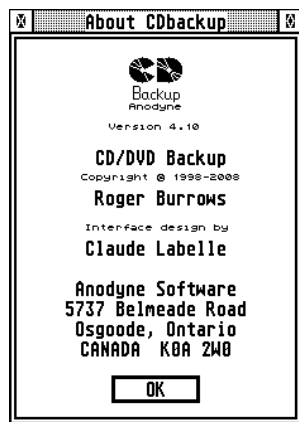 About CDbackup
CD
Backup
Anodyne
Version 4.10
CD/DVD Backup
Copyright @ 1998-2008
Roger Burrows
Interface design by
Claude Labelle
Anodyne Software
5737 Belmeade Road
Osgoode, Ontario
CANADA K0A 2W0
OK